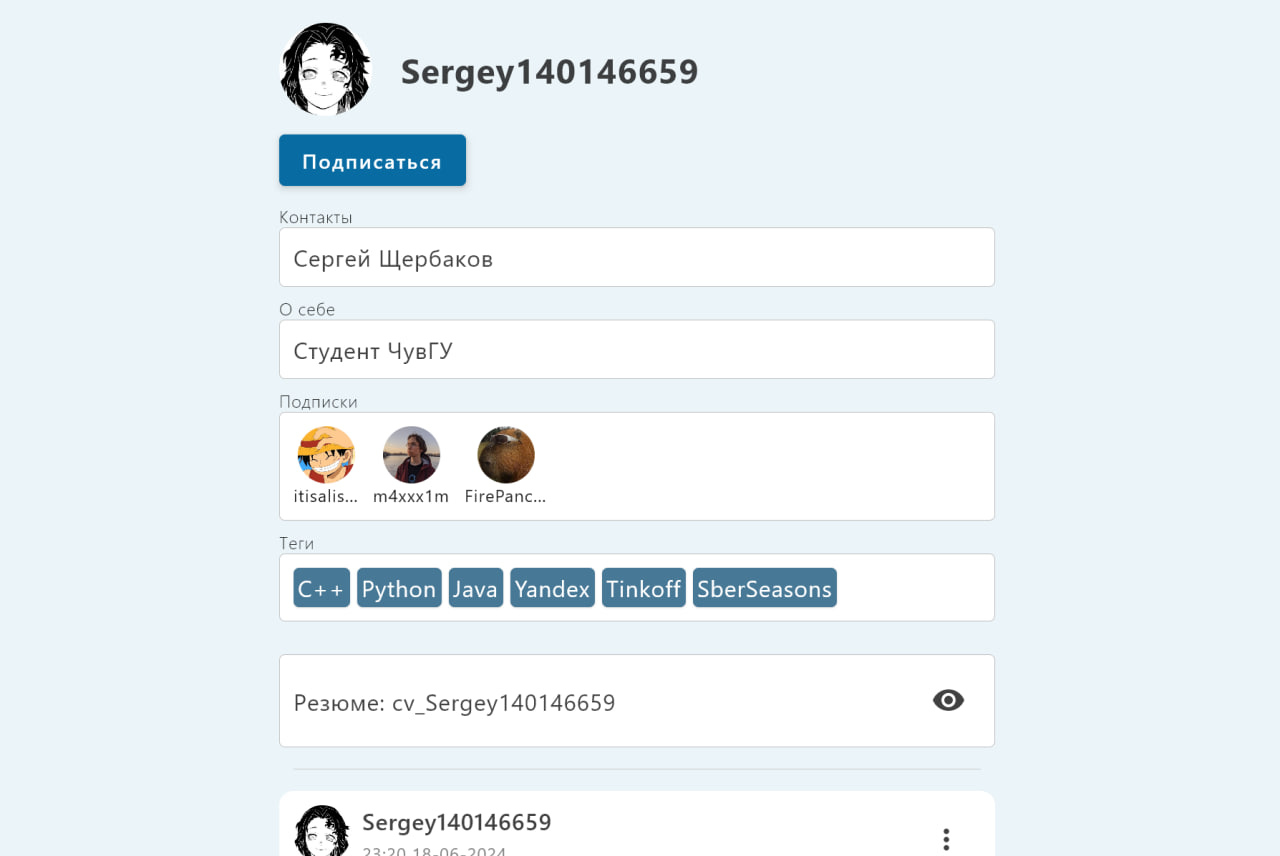 Sergey140146659
Подписаться
Контакты
Сергей Щербаков
О себе
Студент ЧувГУ
Подписки
itisalis... m4xxx1m FirePanc...
Теги
C++ Python Java Yandex Tinkoff SberSeasons
Резюме: cv_Sergey140146659
Sergey140146659
23:20 18-06-2024